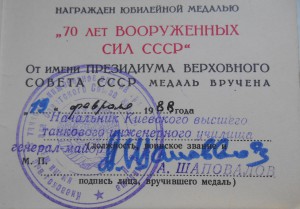 НАГРАЖДЕН ЮБИЛЕЙНОЙ МЕДАЛЬЮ
„70 ЛЕТ ВООРУЖЕННЫХ
СИЛ СССР“
От имени ПРЕЗИДИУМА ВЕРХОВНОГО
СОВЕТА СССР МЕДАЛЬ ВРУЧЕНА
„19 февраля 1988
Начальник Киевского высшего
танкового инженерного училища
генерал-майор (должность, воинское звание и
М. П.
А. ШАПОВАЛОВ
подпись лица, вручившего медаль)